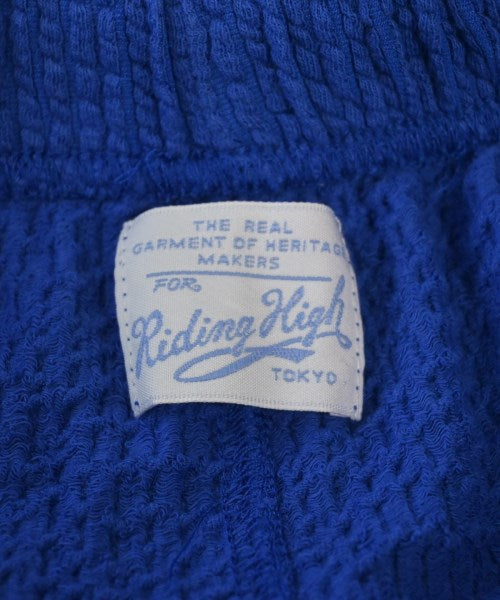 THE REAL
GARMENT OF HERITAGE
MAKERS
FOR
Riding High
TOKYO